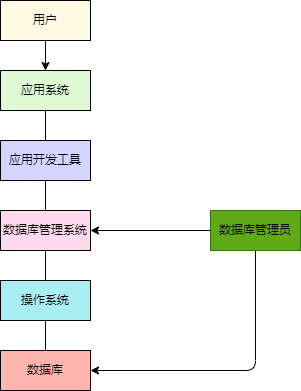 用户
应用系统
应用开发工具
数据库管理系统
数据库管理员
操作系统
数据库